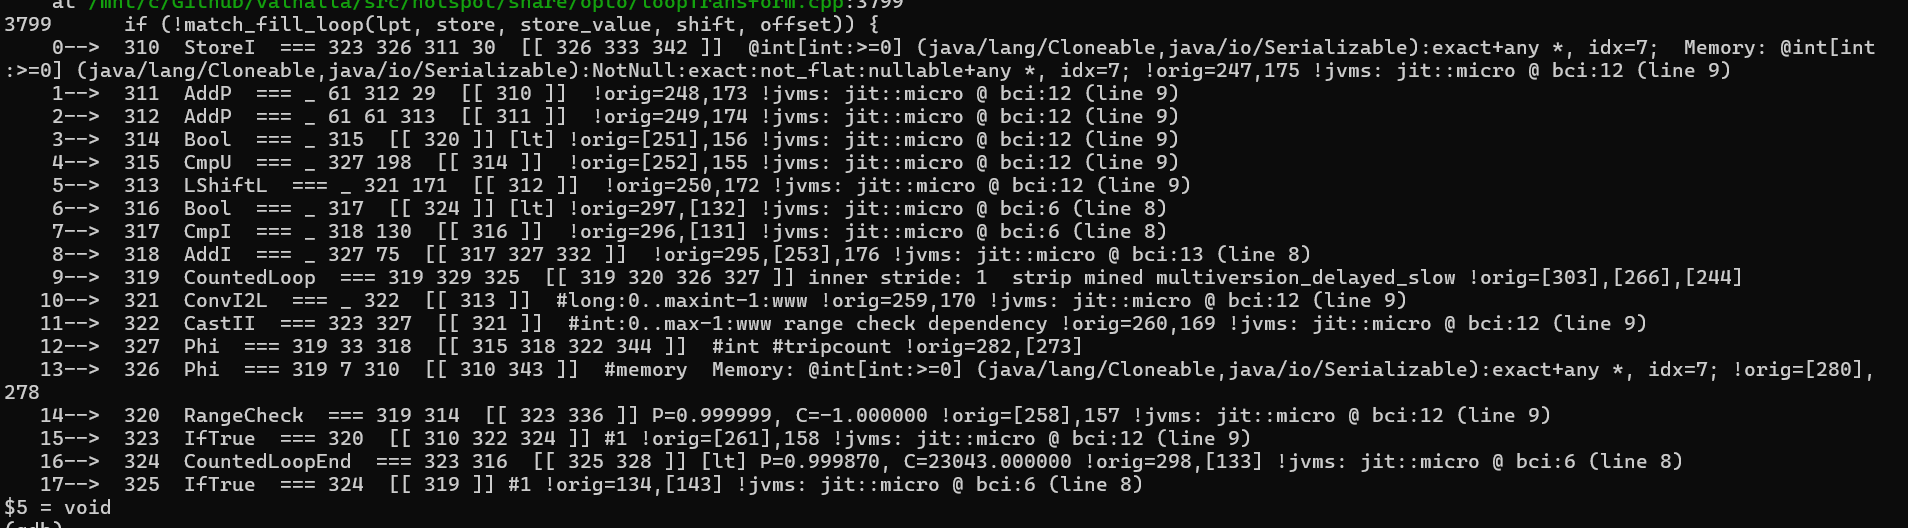 at /mnt/c/Github/valhalla/src/hotspot/share/opto/loopTransform.cpp:3799
3799      if (!match_fill_loop(lpt, store, store_value, shift, offset)) {
    0-->  310  StoreI  === 323 326 311 30  [[ 326 333 342 ]]  @int[int:>=0] (java/lang/Cloneable,java/io/Serializable):exact+any *, idx=7;  Memory: @int[int
:>=0] (java/lang/Cloneable,java/io/Serializable):NotNull:exact:not_flat:nullable+any *, idx=7; !orig=247,175 !jvms: jit::micro @ bci:12 (line 9)
    1-->  311  AddP  === _ 61 312 29  [[ 310 ]]  !orig=248,173 !jvms: jit::micro @ bci:12 (line 9)
    2-->  312  AddP  === _ 61 61 313  [[ 311 ]]  !orig=249,174 !jvms: jit::micro @ bci:12 (line 9)
    3-->  314  Bool  === _ 315  [[ 320 ]] [lt] !orig=[251],156 !jvms: jit::micro @ bci:12 (line 9)
    4-->  315  CmpU  === _ 327 198  [[ 314 ]]  !orig=[252],155 !jvms: jit::micro @ bci:12 (line 9)
    5-->  313  LShiftL  === _ 321 171  [[ 312 ]]  !orig=250,172 !jvms: jit::micro @ bci:12 (line 9)
    6-->  316  Bool  === _ 317  [[ 324 ]] [lt] !orig=297,[132] !jvms: jit::micro @ bci:6 (line 8)
    7-->  317  CmpI  === _ 318 130  [[ 316 ]]  !orig=296,[131] !jvms: jit::micro @ bci:6 (line 8)
    8-->  318  AddI  === _ 327 75  [[ 317 327 332 ]]  !orig=295,[253],176 !jvms: jit::micro @ bci:13 (line 8)
    9-->  319  CountedLoop  === 319 329 325  [[ 319 320 326 327 ]] inner stride: 1  strip mined multiversion_delayed_slow !orig=[303],[266],[244]
   10-->  321  ConvI2L  === _ 322  [[ 313 ]]  #long:0..maxint-1:www !orig=259,170 !jvms: jit::micro @ bci:12 (line 9)
   11-->  322  CastII  === 323 327  [[ 321 ]]  #int:0..max-1:www range check dependency !orig=260,169 !jvms: jit::micro @ bci:12 (line 9)
   12-->  327  Phi  === 319 33 318  [[ 315 318 322 344 ]]  #int #tripcount !orig=282,[273]
   13-->  326  Phi  === 319 7 310  [[ 310 343 ]]  #memory  Memory: @int[int:>=0] (java/lang/Cloneable,java/io/Serializable):exact+any *, idx=7; !orig=[280],
278
   14-->  320  RangeCheck  === 319 314  [[ 323 336 ]] P=0.999999, C=-1.000000 !orig=[258],157 !jvms: jit::micro @ bci:12 (line 9)
   15-->  323  IfTrue  === 320  [[ 310 322 324 ]] #1 !orig=[261],158 !jvms: jit::micro @ bci:12 (line 9)
   16-->  324  CountedLoopEnd  === 323 316  [[ 325 328 ]] [lt] P=0.999870, C=23043.000000 !orig=298,[133] !jvms: jit::micro @ bci:6 (line 8)
   17-->  325  IfTrue  === 324  [[ 319 ]] #1 !orig=134,[143] !jvms: jit::micro @ bci:6 (line 8)
$5 = void
(gdb)